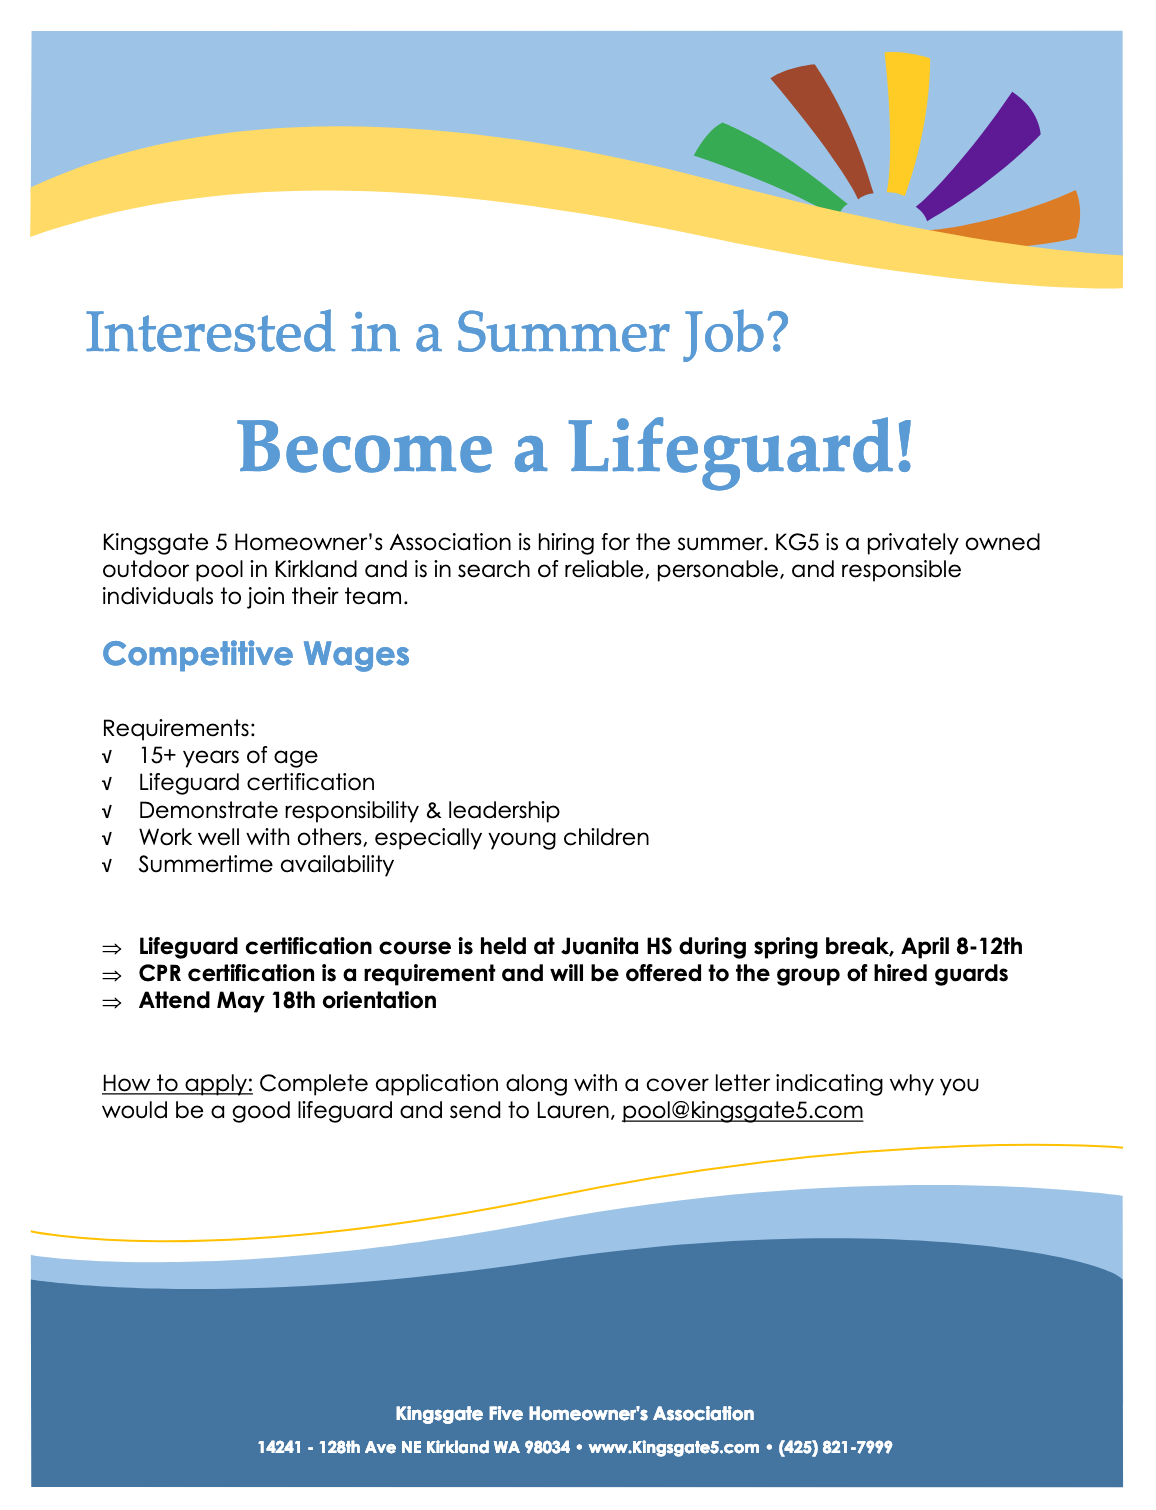 Interested in a Summer Job?
Become a Lifeguard!
Kingsgate 5 Homeowner’s Association is hiring for the summer. KG5 is a privately owned
outdoor pool in Kirkland and is in search of reliable, personable, and responsible
individuals to join their team.
Competitive Wages
Requirements:
√ 15+ years of age
√ Lifeguard certification
√ Demonstrate responsibility & leadership
√ Work well with others, especially young children
√ Summertime availability
⇒ Lifeguard certification course is held at Juanita HS during spring break, April 8-12th
⇒ CPR certification is a requirement and will be offered to the group of hired guards
⇒ Attend May 18th orientation
How to apply: Complete application along with a cover letter indicating why you
would be a good lifeguard and send to Lauren, pool@kingsgate5.com
Kingsgate Five Homeowner's Association
14241 - 128th Ave NE Kirkland WA 98034 • www.Kingsgate5.com • (425) 821-7999